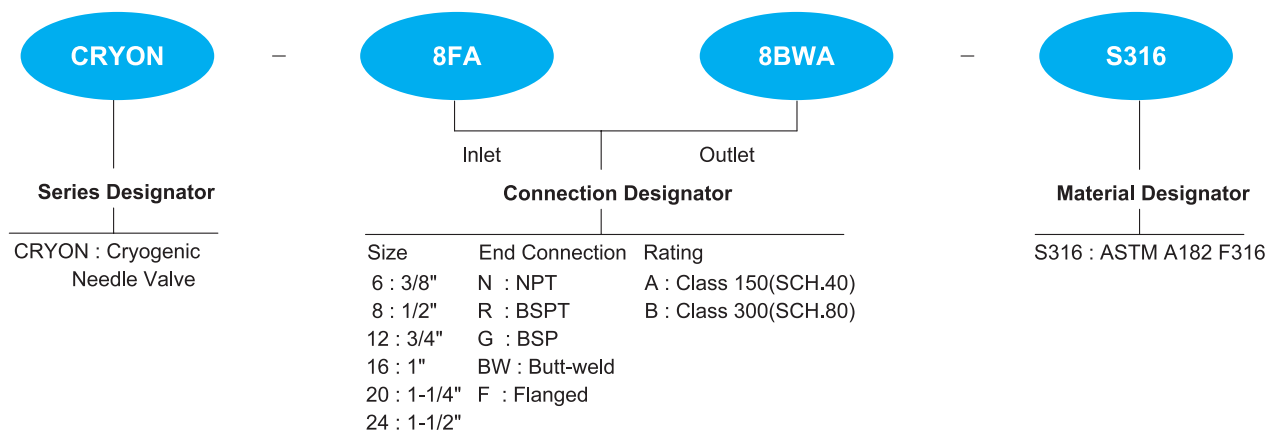 CRYON – 8FA 8BWA – S316
Inlet Outlet
Series Designator
CRYON : Cryogenic
Needle Valve
Connection Designator
Size End Connection Rating
6 : 3/8" N : NPT A : Class 150(SCH.40)
8 : 1/2" R : BSPT B : Class 300(SCH.80)
12 : 3/4" G : BSP
16 : 1" BW : Butt-weld
20 : 1-1/4" F : Flanged
24 : 1-1/2"
Material Designator
S316 : ASTM A182 F316